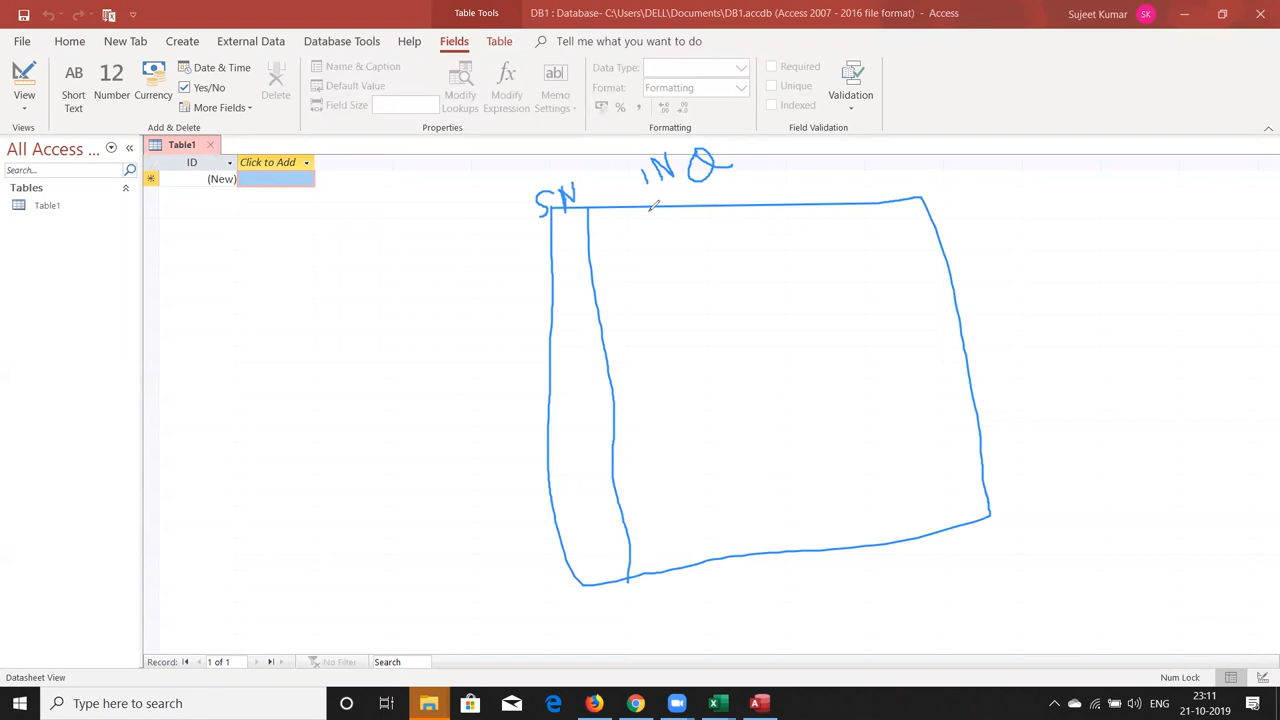 Table Tools
DB1 : Database- C:\Users\DELL\Documents\DB1.accdb (Access 2007 - 2016 file format) - Access
Sujeet Kumar
SK
File Home New Tab Create External Data Database Tools Help Fields Table Tell me what you want to do
View
AB
Short
Text
12
Number
Currency
Date & Time
Yes/No
More Fields
Delete
Name & Caption
Default Value
Field Size
Modify
Lookups
fx
Modify
Expression
ab
Memo
Settings
Data Type:
Format: Formatting
%
Required
Unique
Indexed
Validation
Views
Add & Delete
Properties
Formatting
Field Validation
All Access ...
Search...
Tables
Table1
Table1
ID Click to Add
(New)
SN
Record: 1 of 1 No Filter Search
Datasheet View
Num Lock
Type here to search
ENG
23:11
21-10-2019